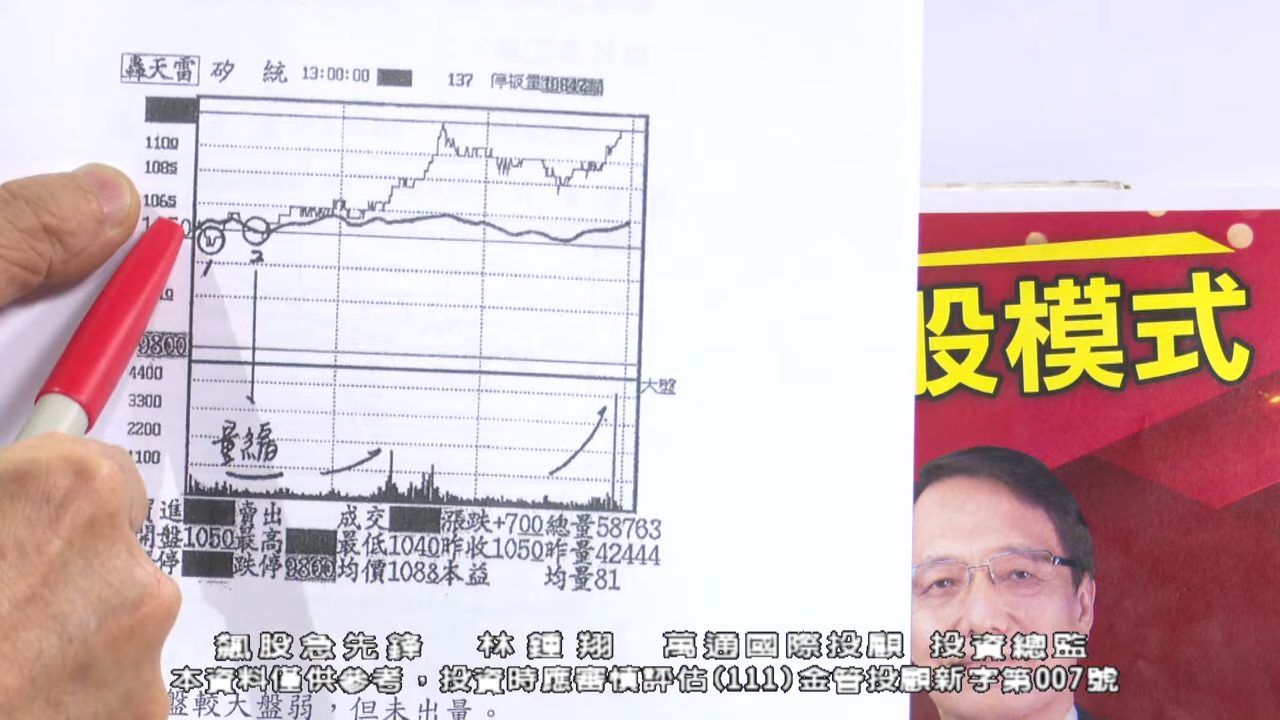 轟天雷 矽 統 13:00:00 137 停扳量
1100
1085
1065
9800
4400
大盤
3300
2200
1100
1
2
量縮
進 賣出 成交 漲跌+700 總量58763
開盤1050 最高 最低1040 昨收1050 昨量42444
停 跌停9800 均價1088 本益 均量81
股模式
飆股急先鋒 林鍾翔 萬通國際投顧 投資總監
本資料僅供參考，投資時應審慎評估(111)金管投顧新字第007號
盤較大盤弱，但未出量。